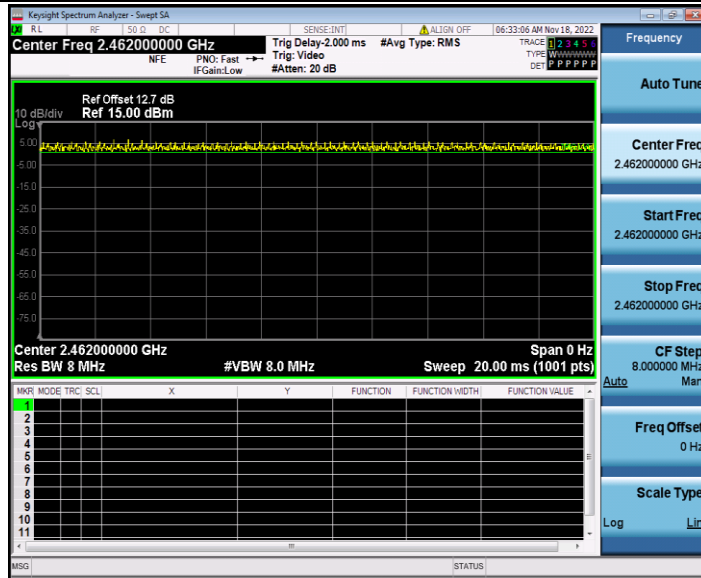 Keysight Spectrum Analyzer - Swept SA
RL RF 50 Ω DC SENSE:INT ALIGN OFF 06:33:06 AM Nov 18, 2022
Center Freq 2.462000000 GHz
NFE
PNO: Fast
IFGain:Low
Trig Delay-2.000 ms
Trig: Video
#Atten: 20 dB
#Avg Type: RMS
TRACE 1 2 3 4 5 6
TYPE WWWWWW
DET P P P P P P
Ref Offset 12.7 dB
10 dB/div Ref 15.00 dBm
Log
5.00
-5.00
-15.0
-25.0
-35.0
-45.0
-55.0
-65.0
-75.0
Center 2.462000000 GHz Span 0 Hz
Res BW 8 MHz #VBW 8.0 MHz Sweep 20.00 ms (1001 pts)
MKR MODE TRC SCL X Y FUNCTION FUNCTION WIDTH FUNCTION VALUE
1
2
3
4
5
6
7
8
9
10
11
MSG STATUS
Frequency
Auto Tune
Center Freq
2.462000000 GHz
Start Freq
2.462000000 GHz
Stop Freq
2.462000000 GHz
CF Step
8.000000 MHz
Auto Man
Freq Offset
0 Hz
Scale Type
Log Lin